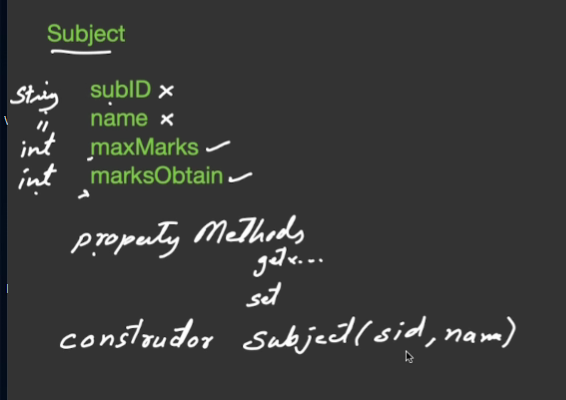 Subject
String subID ×
" name ×
int maxMarks ✓
int marksObtain ✓
property Methods
get...
set
constructor Subject(sid, name)